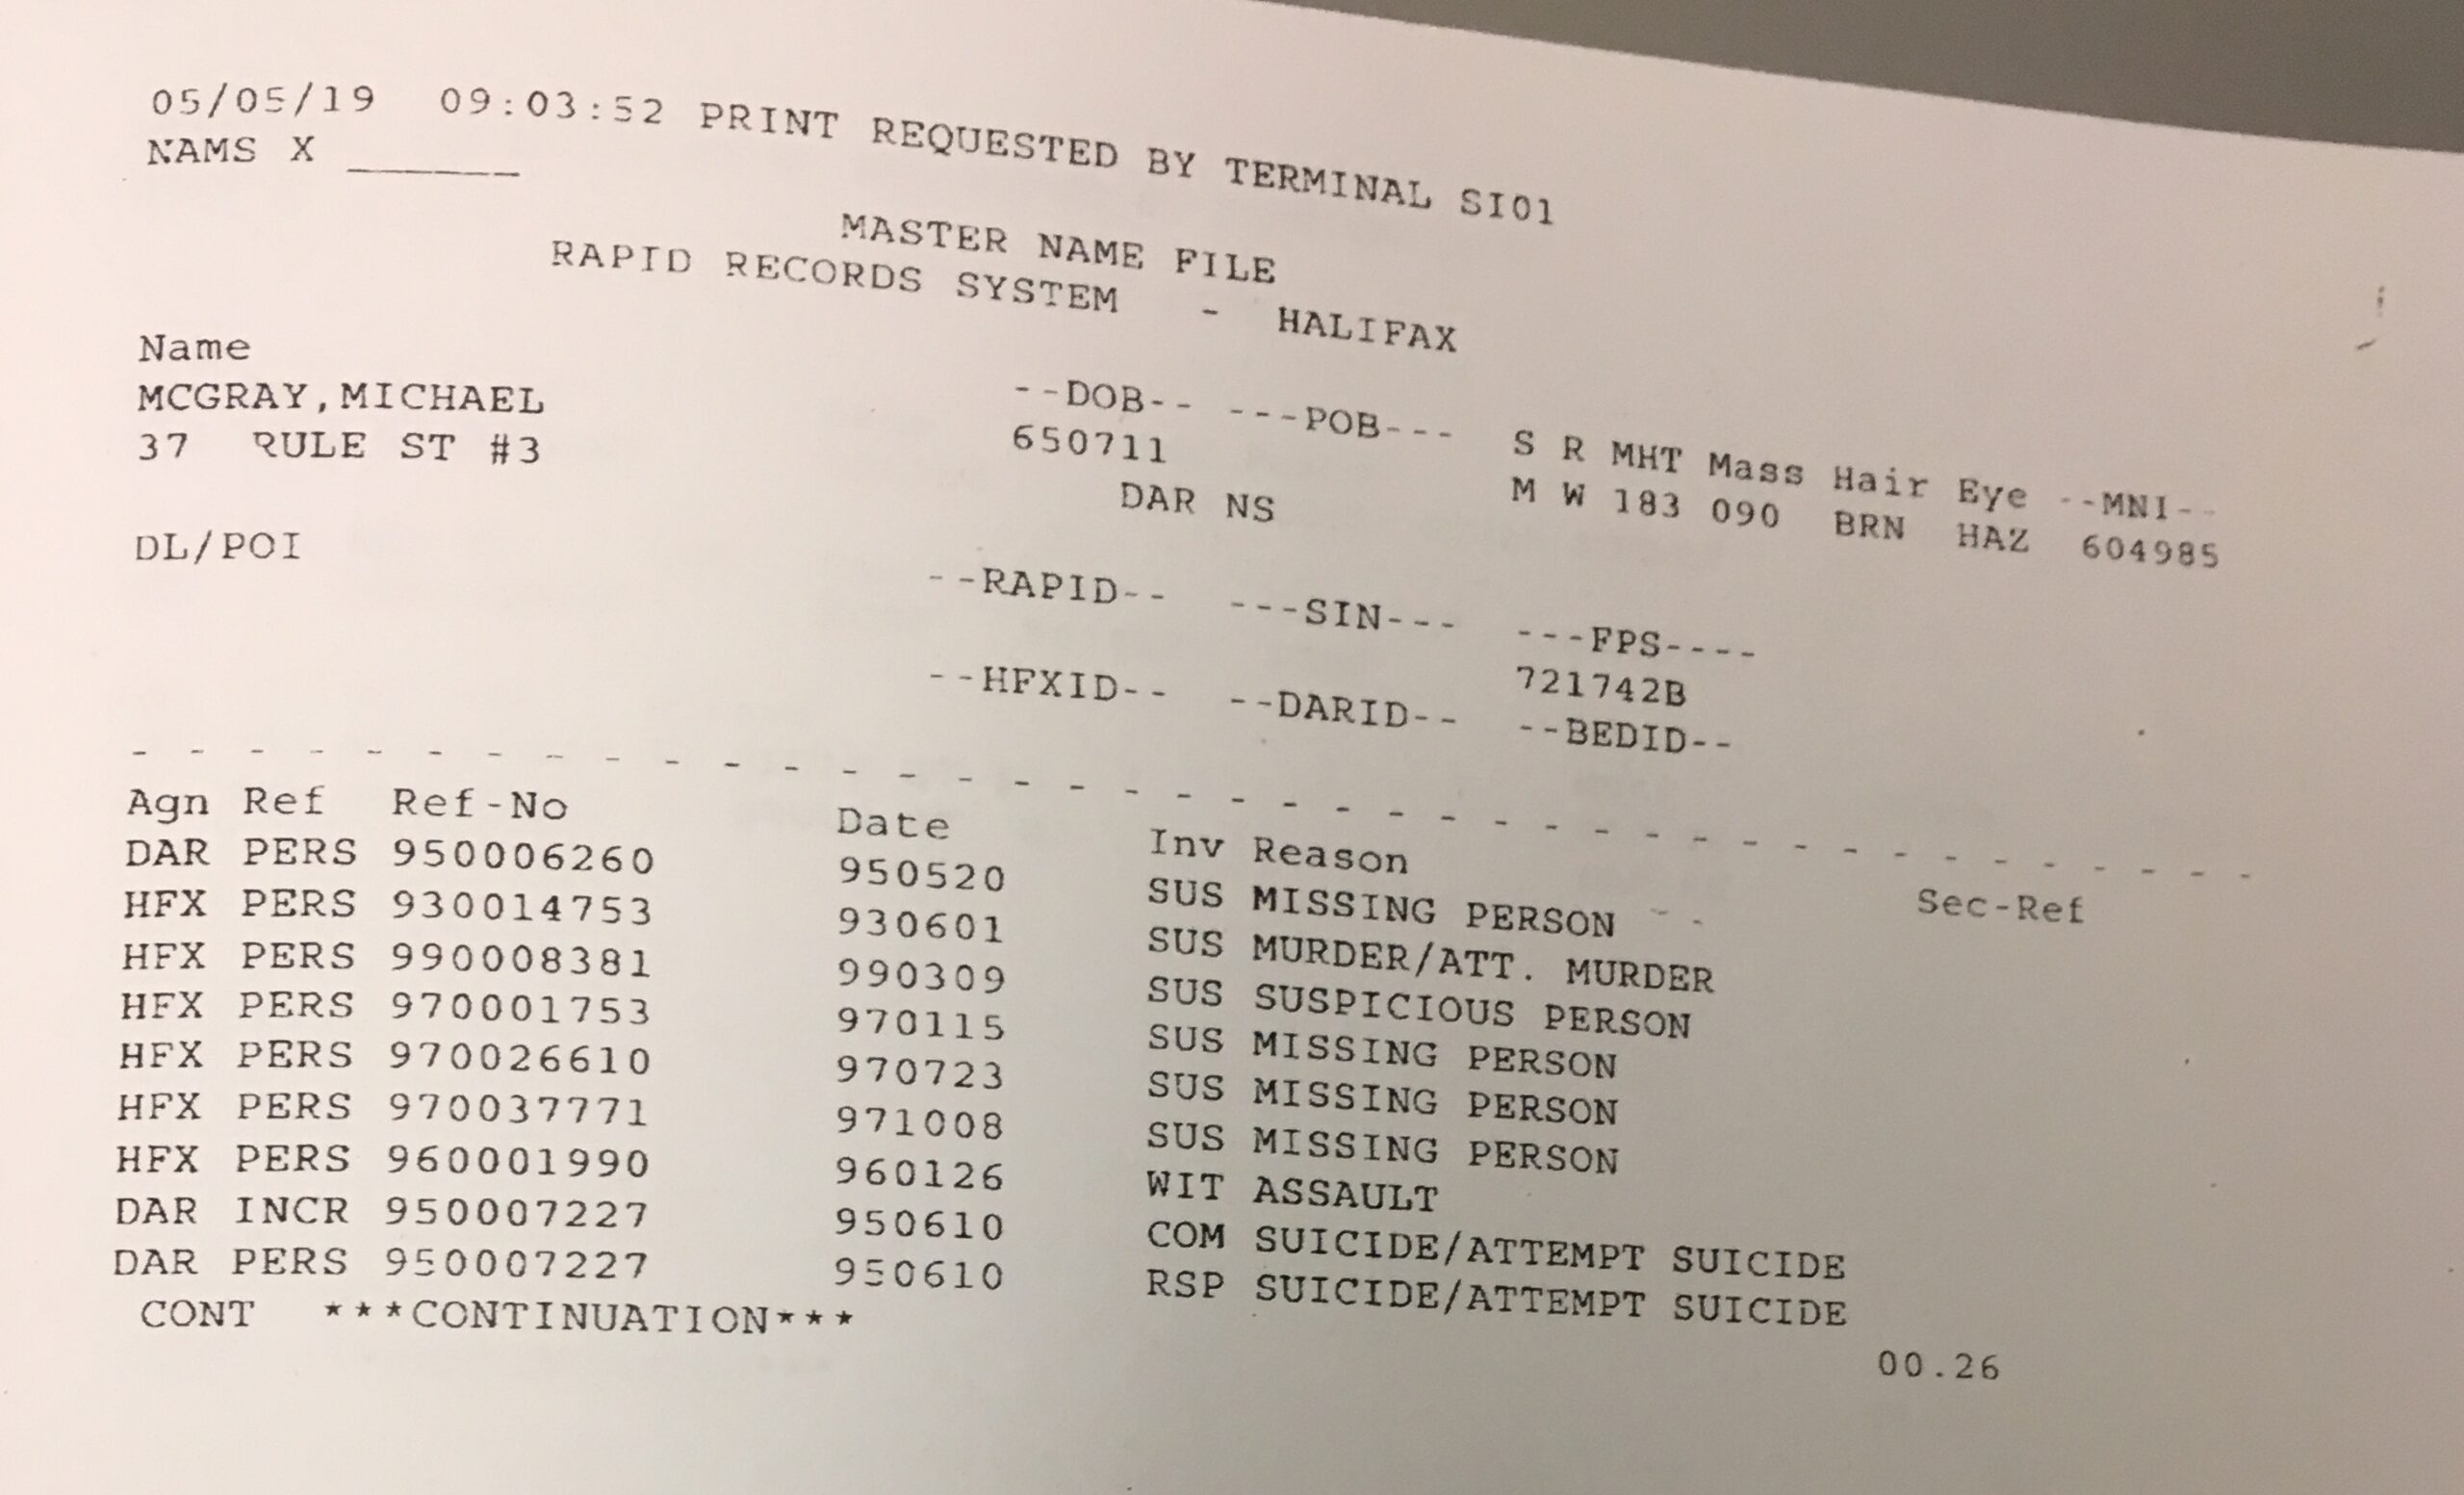 05/05/19 09:03:52 PRINT REQUESTED BY TERMINAL SI01
NAMS X ______
MASTER NAME FILE
RAPID RECORDS SYSTEM - HALIFAX
Name --DOB-- ---POB--- S R MHT Mass Hair Eye --MNI--
MCGRAY,MICHAEL 650711 M W 183 090 BRN HAZ 604985
37 RULE ST #3 DAR NS
DL/POI --RAPID-- ---SIN--- ---FPS----
721742B
--HFXID-- --DARID-- --BEDID--
- - - - - - - - - - - - - - - - - - - - - - - - - - - - - - - - - - - - - - -
Agn Ref Ref-No Date Inv Reason Sec-Ref
DAR PERS 950006260 950520 SUS MISSING PERSON
HFX PERS 930014753 930601 SUS MURDER/ATT. MURDER
HFX PERS 990008381 990309 SUS SUSPICIOUS PERSON
HFX PERS 970001753 970115 SUS MISSING PERSON
HFX PERS 970026610 970723 SUS MISSING PERSON
HFX PERS 970037771 971008 SUS MISSING PERSON
HFX PERS 960001990 960126 WIT ASSAULT
DAR INCR 950007227 950610 COM SUICIDE/ATTEMPT SUICIDE
DAR PERS 950007227 950610 RSP SUICIDE/ATTEMPT SUICIDE
CONT ***CONTINUATION***
00.26